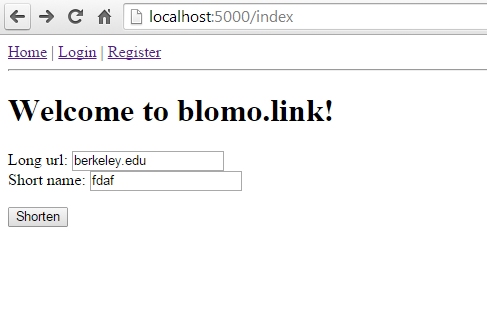 localhost:5000/index
Home | Login | Register
Welcome to blomo.link!
Long url: berkeley.edu
Short name: fdaf
Shorten